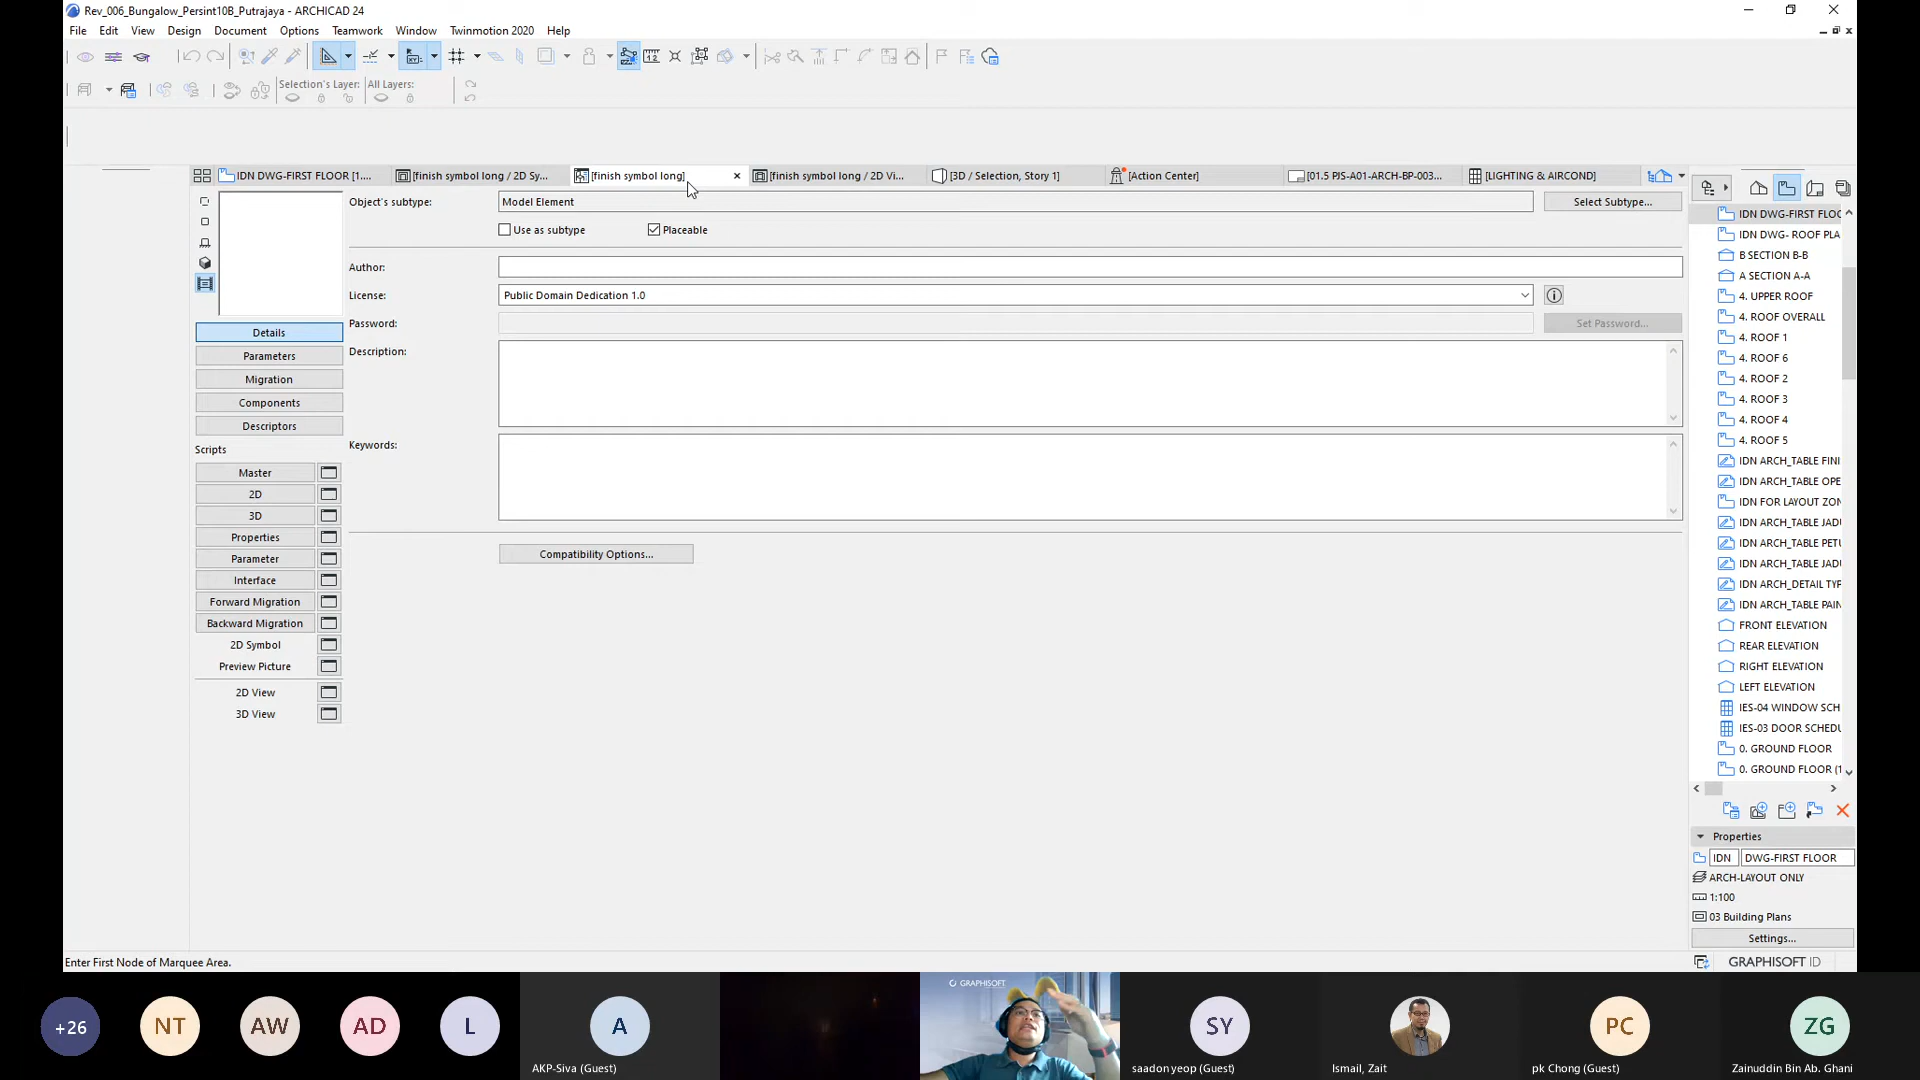 Rev_006_Bungalow_Persint10B_Putrajaya - ARCHICAD 24
File Edit View Design Document Options Teamwork Window Twinmotion 2020 Help
Selection's Layer: All Layers:
IDN DWG-FIRST FLOOR [1....
[finish symbol long / 2D Sy...
[finish symbol long]
[finish symbol long / 2D Vi...
[3D / Selection, Story 1]
[Action Center]
[01.5 PJS-A01-ARCH-BP-003...
[LIGHTING & AIRCOND]
Object's subtype:
Model Element
Select Subtype...
Use as subtype
Placeable
Author:
License:
Public Domain Dedication 1.0
Password:
Set Password...
Description:
Keywords:
Compatibility Options...
Details
Parameters
Migration
Components
Descriptors
Scripts
Master
2D
3D
Properties
Parameter
Interface
Forward Migration
Backward Migration
2D Symbol
Preview Picture
2D View
3D View
IDN DWG-FIRST FLOO
IDN DWG- ROOF PLA
B SECTION B-B
A SECTION A-A
4. UPPER ROOF
4. ROOF OVERALL
4. ROOF 1
4. ROOF 6
4. ROOF 2
4. ROOF 3
4. ROOF 4
4. ROOF 5
IDN ARCH_TABLE FINI
IDN ARCH_TABLE OPE
IDN FOR LAYOUT ZON
IDN ARCH_TABLE JADU
IDN ARCH_TABLE PETU
IDN ARCH_TABLE JADU
IDN ARCH_DETAIL TYP
IDN ARCH_TABLE PAIN
FRONT ELEVATION
REAR ELEVATION
RIGHT ELEVATION
LEFT ELEVATION
IES-04 WINDOW SCH
IES-03 DOOR SCHEDU
0. GROUND FLOOR
0. GROUND FLOOR (1
Properties
IDN DWG-FIRST FLOOR
ARCH-LAYOUT ONLY
1:100
03 Building Plans
Settings...
GRAPHISOFT ID
Enter First Node of Marquee Area.
+26
NT
AW
AD
L
A
AKP-Siva (Guest)
GRAPHISOFT
SY
saadon yeop (Guest)
Ismail, Zait
PC
pk Chong (Guest)
ZG
Zainuddin Bin Ab. Ghani